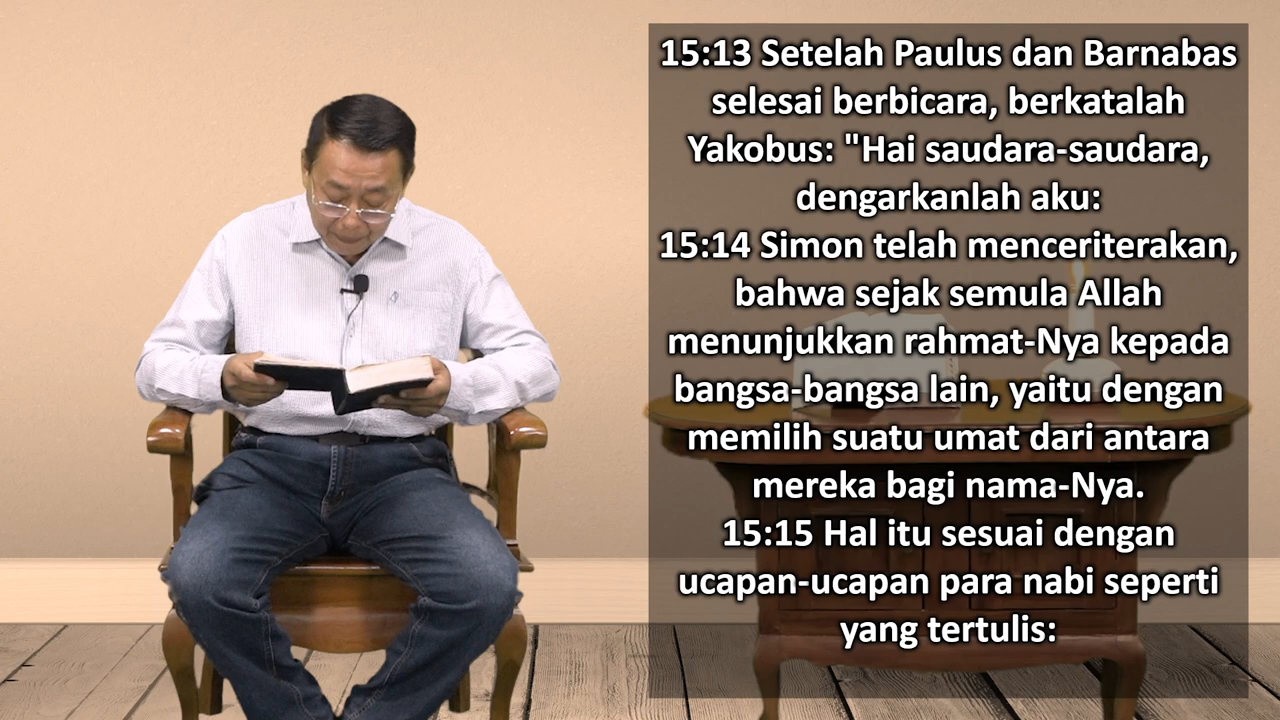 15:13 Setelah Paulus dan Barnabas
selesai berbicara, berkatalah
Yakobus: "Hai saudara-saudara,
dengarkanlah aku:
15:14 Simon telah menceriterakan,
bahwa sejak semula Allah
menunjukkan rahmat-Nya kepada
bangsa-bangsa lain, yaitu dengan
memilih suatu umat dari antara
mereka bagi nama-Nya.
15:15 Hal itu sesuai dengan
ucapan-ucapan para nabi seperti
yang tertulis: